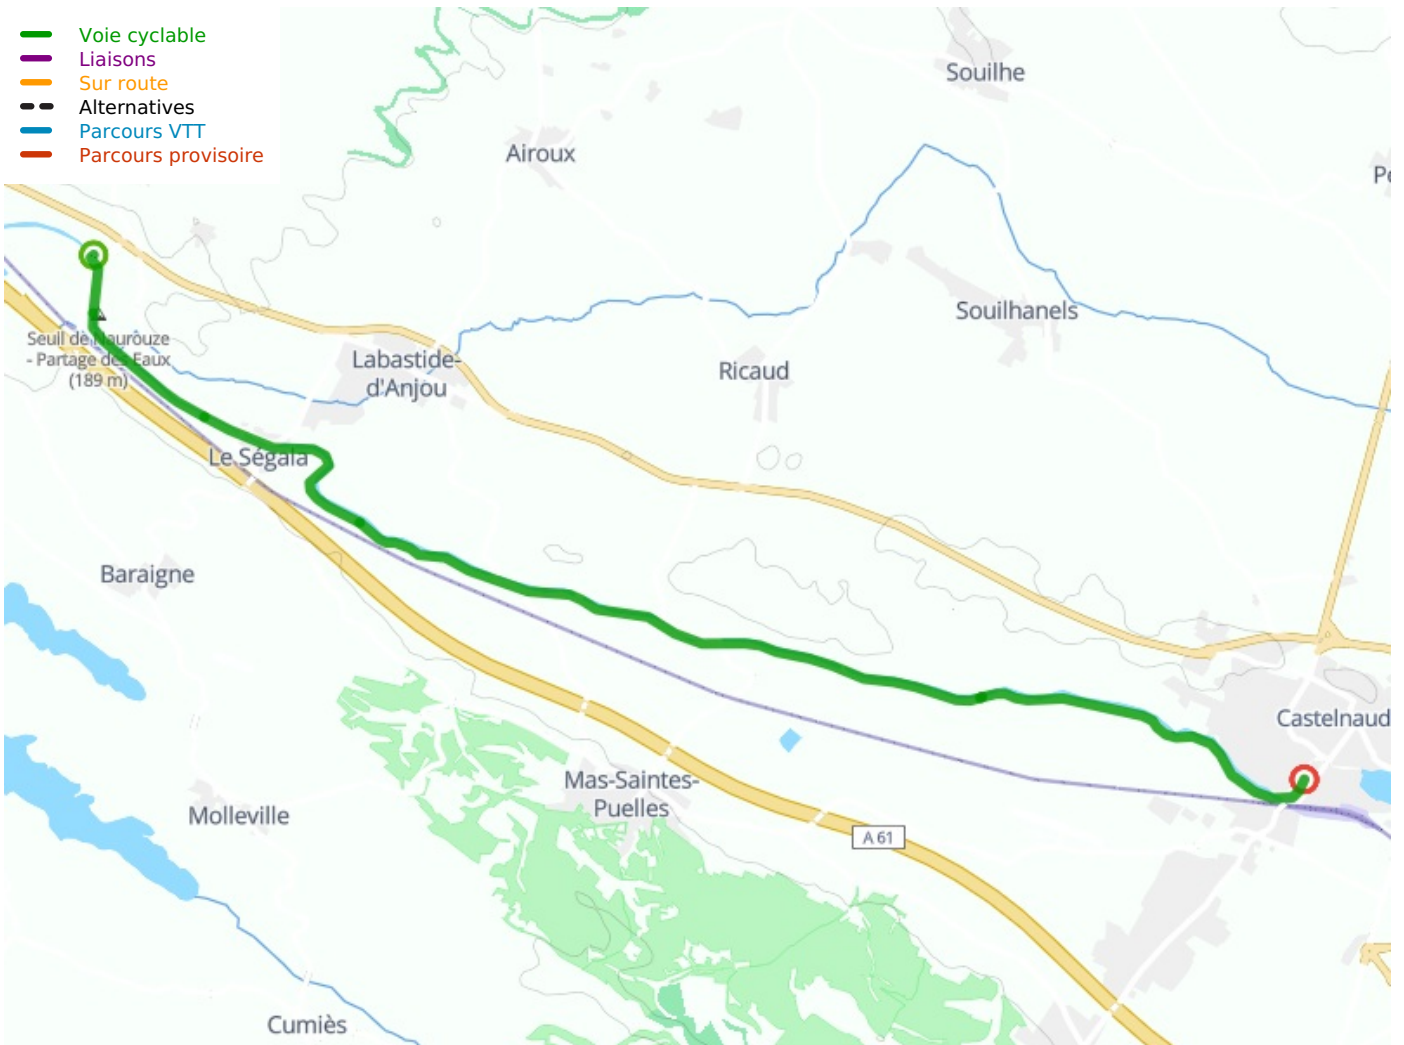 Voie cyclable
Liaisons
Sur route
Alternatives
Parcours VTT
Parcours provisoire
Souilhe
Airoux
Souilhanels
Seuil de Naurouze
- Partage des Eaux
(189 m)
Labastide-
d'Anjou
Ricaud
Le Ségala
Baraigne
Castelnaud
Mas-Saintes-
Puelles
Molleville
A 61
Cumiès